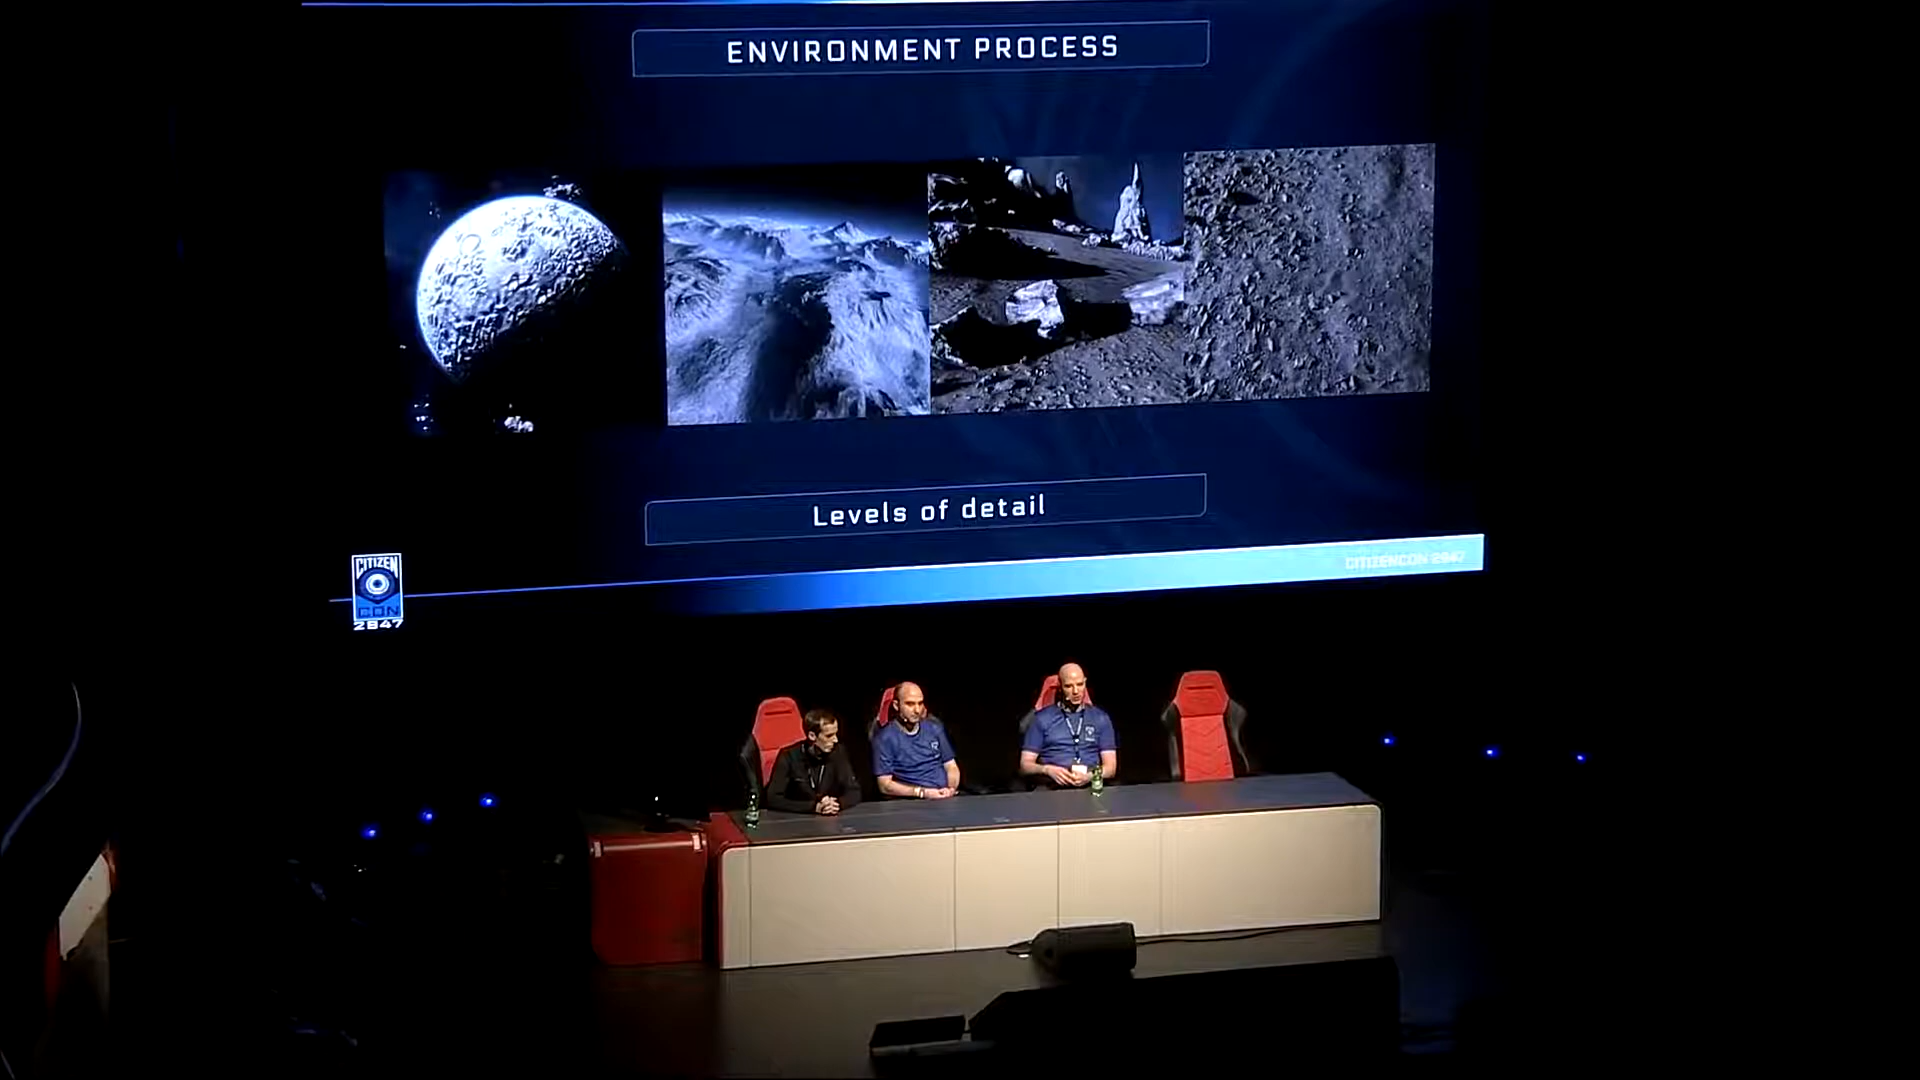 ENVIRONMENT PROCESS
Levels of detail
CITIZENCON 2947
CITIZEN
CON
2947